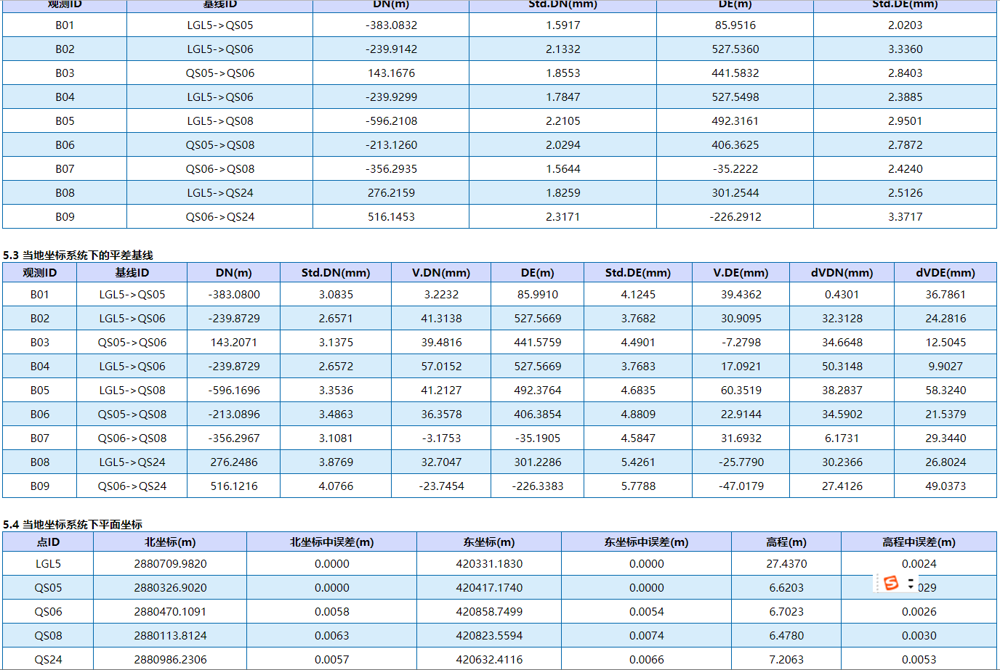 观测ID 基线ID DN(m) Std.DN(mm) DE(m) Std.DE(mm)
B01 LGL5->QS05 -383.0832 1.5917 85.9516 2.0203
B02 LGL5->QS06 -239.9142 2.1332 527.5360 3.3360
B03 QS05->QS06 143.1676 1.8553 441.5832 2.8403
B04 LGL5->QS06 -239.9299 1.7847 527.5498 2.3885
B05 LGL5->QS08 -596.2108 2.2105 492.3161 2.9501
B06 QS05->QS08 -213.1260 2.0294 406.3625 2.7872
B07 QS06->QS08 -356.2935 1.5644 -35.2222 2.4240
B08 LGL5->QS24 276.2159 1.8259 301.2544 2.5126
B09 QS06->QS24 516.1453 2.3171 -226.2912 3.3717
5.3 当地坐标系统下的平差基线
观测ID 基线ID DN(m) Std.DN(mm) V.DN(mm) DE(m) Std.DE(mm) V.DE(mm) dVDN(mm) dVDE(mm)
B01 LGL5->QS05 -383.0800 3.0835 3.2232 85.9910 4.1245 39.4362 0.4301 36.7861
B02 LGL5->QS06 -239.8729 2.6571 41.3138 527.5669 3.7682 30.9095 32.3128 24.2816
B03 QS05->QS06 143.2071 3.1375 39.4816 441.5759 4.4901 -7.2798 34.6648 12.5045
B04 LGL5->QS06 -239.8729 2.6572 57.0152 527.5669 3.7683 17.0921 50.3148 9.9027
B05 LGL5->QS08 -596.1696 3.3536 41.2127 492.3764 4.6835 60.3519 38.2837 58.3240
B06 QS05->QS08 -213.0896 3.4863 36.3578 406.3854 4.8809 22.9144 34.5902 21.5379
B07 QS06->QS08 -356.2967 3.1081 -3.1753 -35.1905 4.5847 31.6932 6.1731 29.3440
B08 LGL5->QS24 276.2486 3.8769 32.7047 301.2286 5.4261 -25.7790 30.2366 26.8024
B09 QS06->QS24 516.1216 4.0766 -23.7454 -226.3383 5.7788 -47.0179 27.4126 49.0373
5.4 当地坐标系统下平面坐标
点ID 北坐标(m) 北坐标中误差(m) 东坐标(m) 东坐标中误差(m) 高程(m) 高程中误差(m)
LGL5 2880709.9820 0.0000 420331.1830 0.0000 27.4370 0.0024
QS05 2880326.9020 0.0000 420417.1740 0.0000 6.6203 029
QS06 2880470.1091 0.0058 420858.7499 0.0054 6.7023 0.0026
QS08 2880113.8124 0.0063 420823.5594 0.0074 6.4780 0.0030
QS24 2880986.2306 0.0057 420632.4116 0.0066 7.2063 0.0053